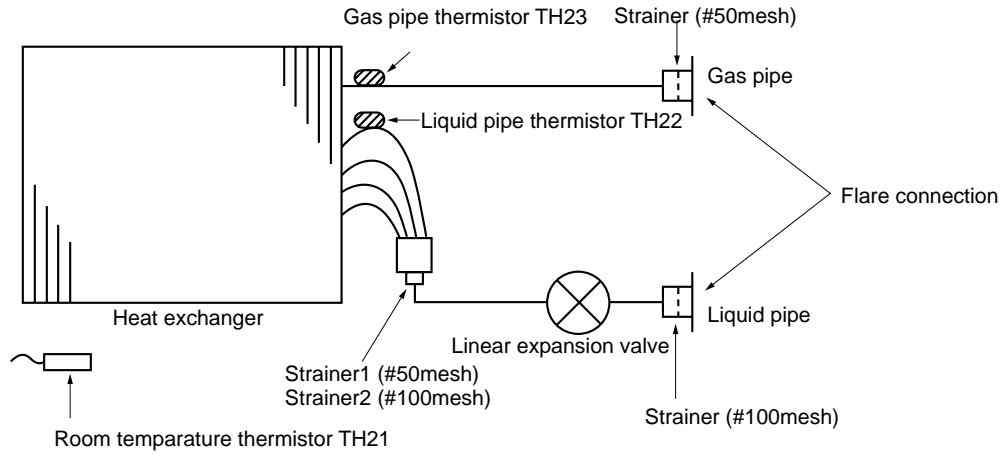 Gas pipe thermistor TH23
Strainer (#50mesh)
Gas pipe
Liquid pipe thermistor TH22
Flare connection
Heat exchanger
Liquid pipe
Linear expansion valve
Strainer1 (#50mesh)
Strainer2 (#100mesh)
Strainer (#100mesh)
Room temparature thermistor TH21